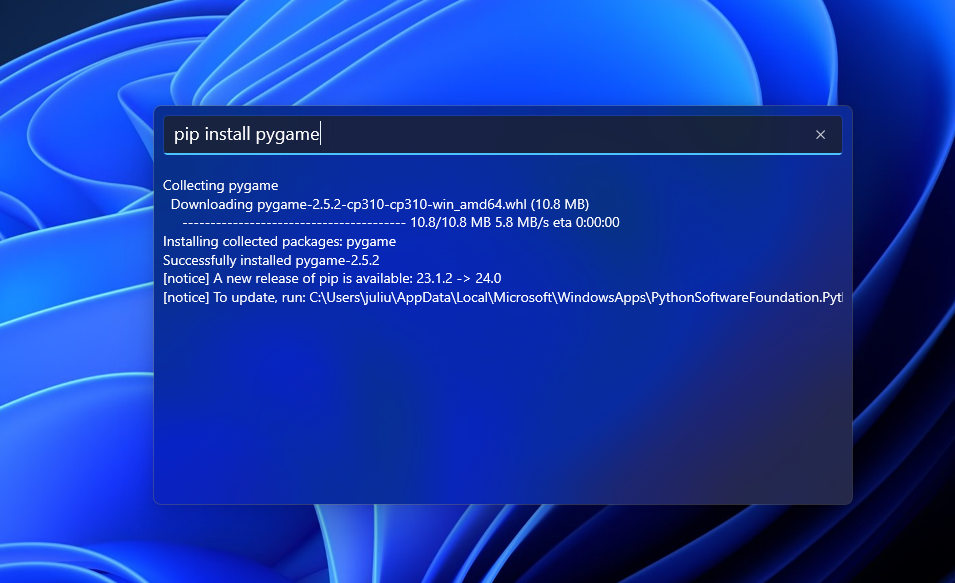 pip install pygame
Collecting pygame
Downloading pygame-2.5.2-cp310-cp310-win_amd64.whl (10.8 MB)
---------------------------------------- 10.8/10.8 MB 5.8 MB/s eta 0:00:00
Installing collected packages: pygame
Successfully installed pygame-2.5.2
[notice] A new release of pip is available: 23.1.2 -> 24.0
[notice] To update, run: C:\Users\juliu\AppData\Local\Microsoft\WindowsApps\PythonSoftwareFoundation.Pyt